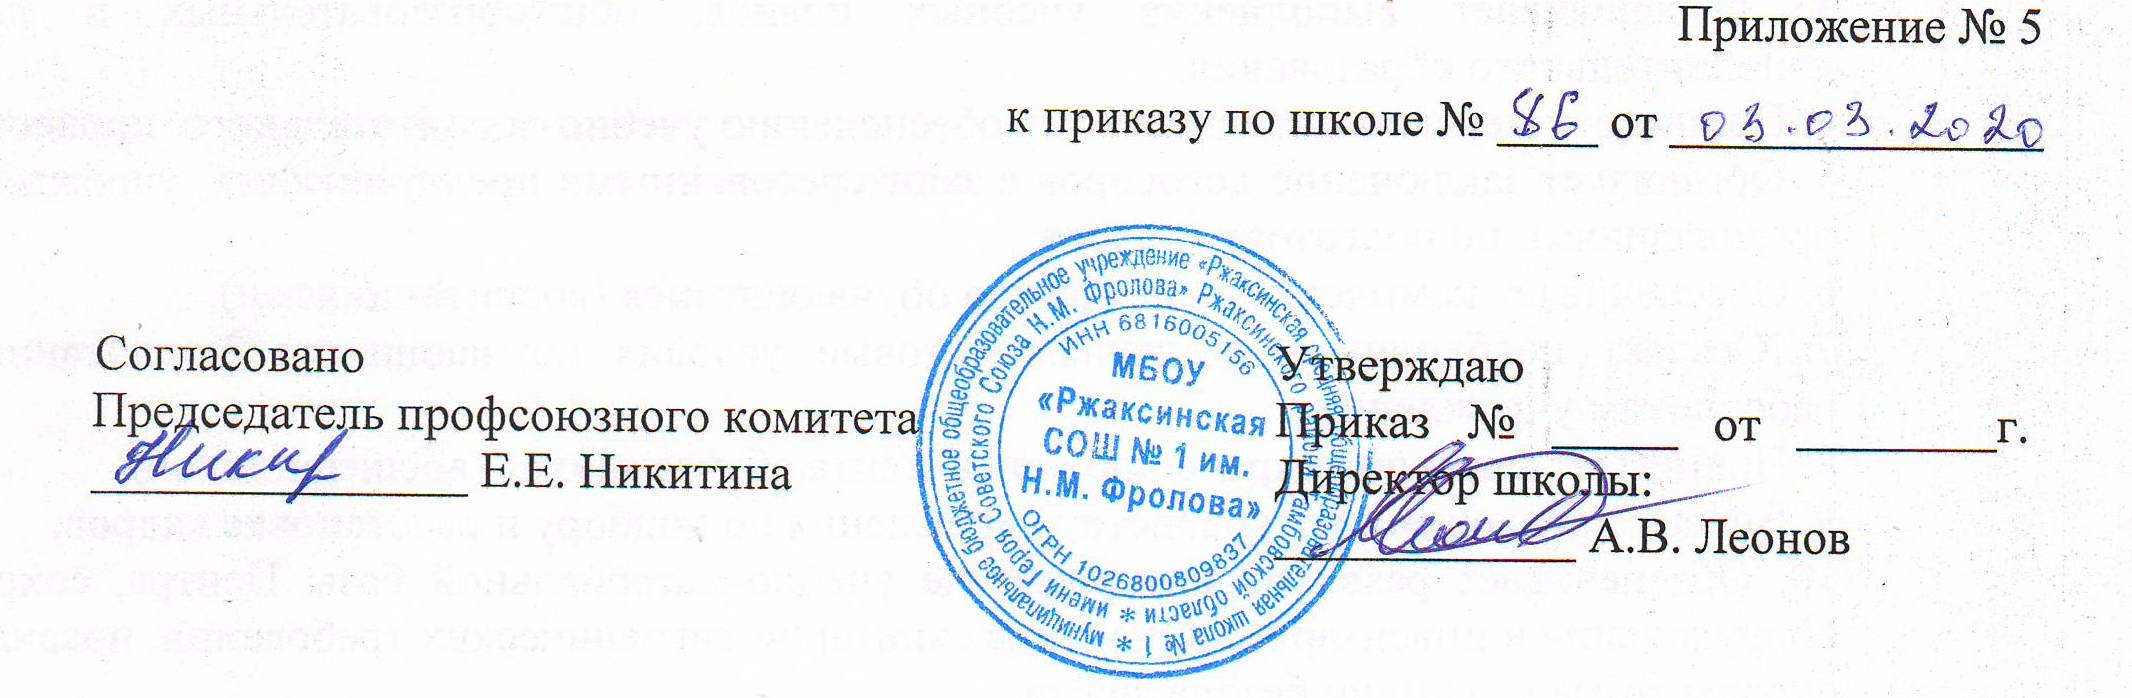 Приложение № 5
к приказу по школе № 86 от 03.03.2020
Согласовано
Председатель профсоюзного комитета
Е.Е. Никитина
муниципальное бюджетное общеобразовательное учреждение «Ржаксинская средняя общеобразовательная школа № 1 *
имени Героя Советского Союза Н.М. Фролова» Ржаксинского района Тамбовской области *
ИНН 6816005156
МБОУ
«Ржаксинская
СОШ № 1 им.
Н.М. Фролова»
ОГРН 1026800809837
Утверждаю
Приказ № ______ от ________г.
Директор школы:
А.В. Леонов